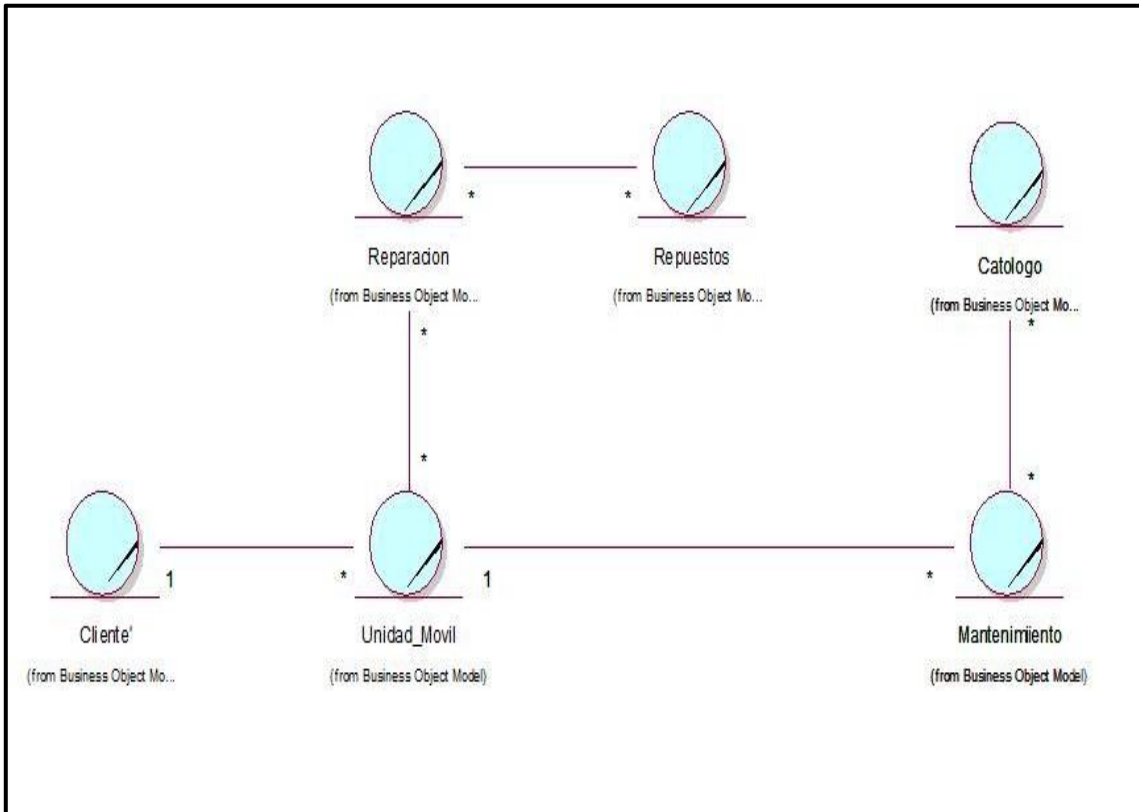 *
*
Reparacion
(from Business Object Mo...
Repuestos
(from Business Object Mo...
Catologo
(from Business Object Mo...
*
*
*
*
1
*
1
*
Cliente'
(from Business Object Mo...
Unidad_Movil
(from Business Object Model)
Mantenimiento
(from Business Object Model)